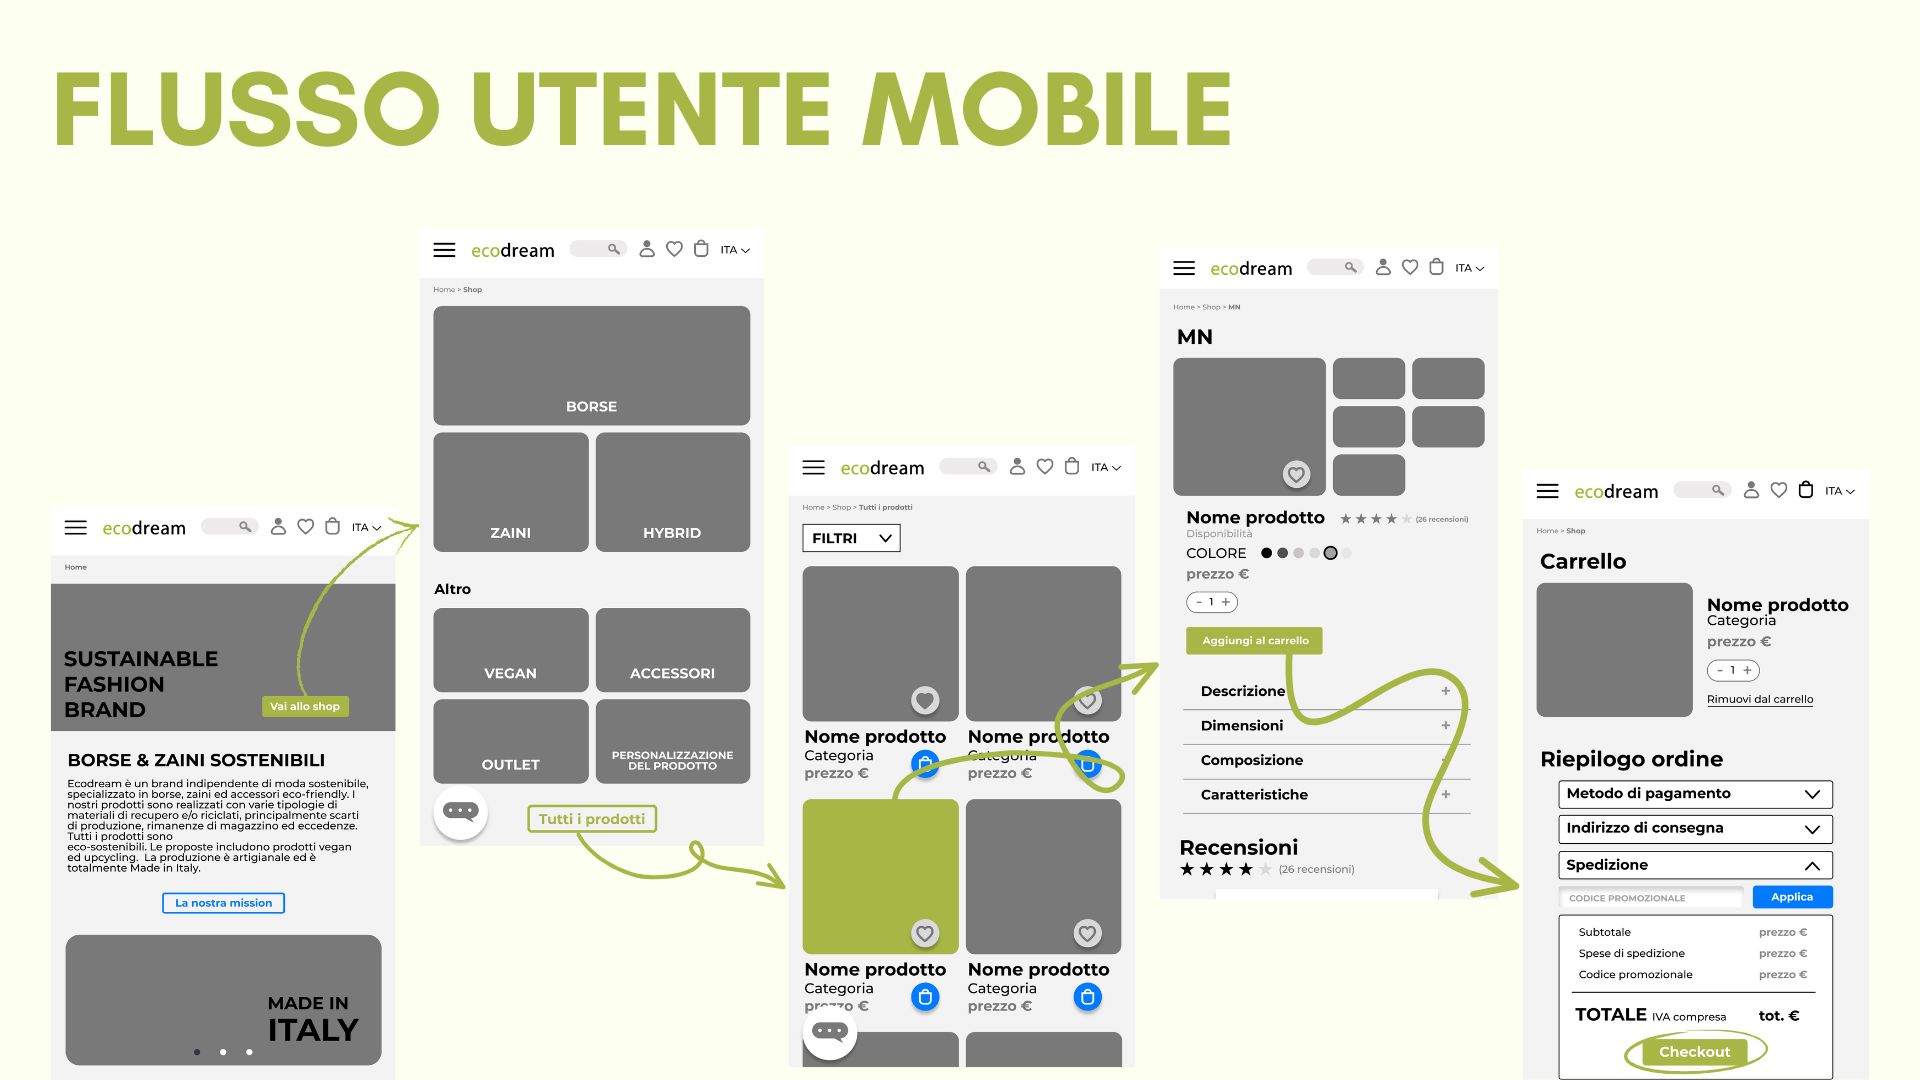 FLUSSO UTENTE MOBILE
ecodream
ITA
Home
SUSTAINABLE
FASHION
BRAND
Vai allo shop
BORSE & ZAINI SOSTENIBILI
Ecodream è un brand indipendente di moda sostenibile,
specializzato in borse, zaini ed accessori eco-friendly. I
nostri prodotti sono realizzati con varie tipologie di
materiali di recupero e/o riciclati, principalmente scarti
di produzione, rimanenze di magazzino ed eccedenze.
Tutti i prodotti sono
eco-sostenibili. Le proposte includono prodotti vegan
ed upcycling. La produzione è artigianale ed è
totalmente Made in Italy.
La nostra mission
MADE IN
ITALY
ecodream
ITA
Home > Shop
BORSE
ZAINI
HYBRID
Altro
VEGAN
ACCESSORI
OUTLET
PERSONALIZZAZIONE
DEL PRODOTTO
Tutti i prodotti
ecodream
ITA
Home > Shop > Tutti i prodotti
FILTRI
Nome prodotto
Categoria
prezzo €
Nome prodotto
Categoria
prezzo €
Nome prodotto
Categoria
prezzo €
Nome prodotto
Categoria
prezzo €
ecodream
ITA
Home > Shop > MN
MN
Nome prodotto
(26 recensioni)
Disponibilità
COLORE
prezzo €
- 1 +
Aggiungi al carrello
Descrizione +
Dimensioni +
Composizione
Caratteristiche +
Recensioni
(26 recensioni)
ecodream
ITA
Home > Shop
Carrello
Nome prodotto
Categoria
prezzo €
- 1 +
Rimuovi dal carrello
Riepilogo ordine
Metodo di pagamento
Indirizzo di consegna
Spedizione
CODICE PROMOZIONALE
Applica
Subtotale prezzo €
Spese di spedizione prezzo €
Codice promozionale prezzo €
TOTALE IVA compresa tot. €
Checkout